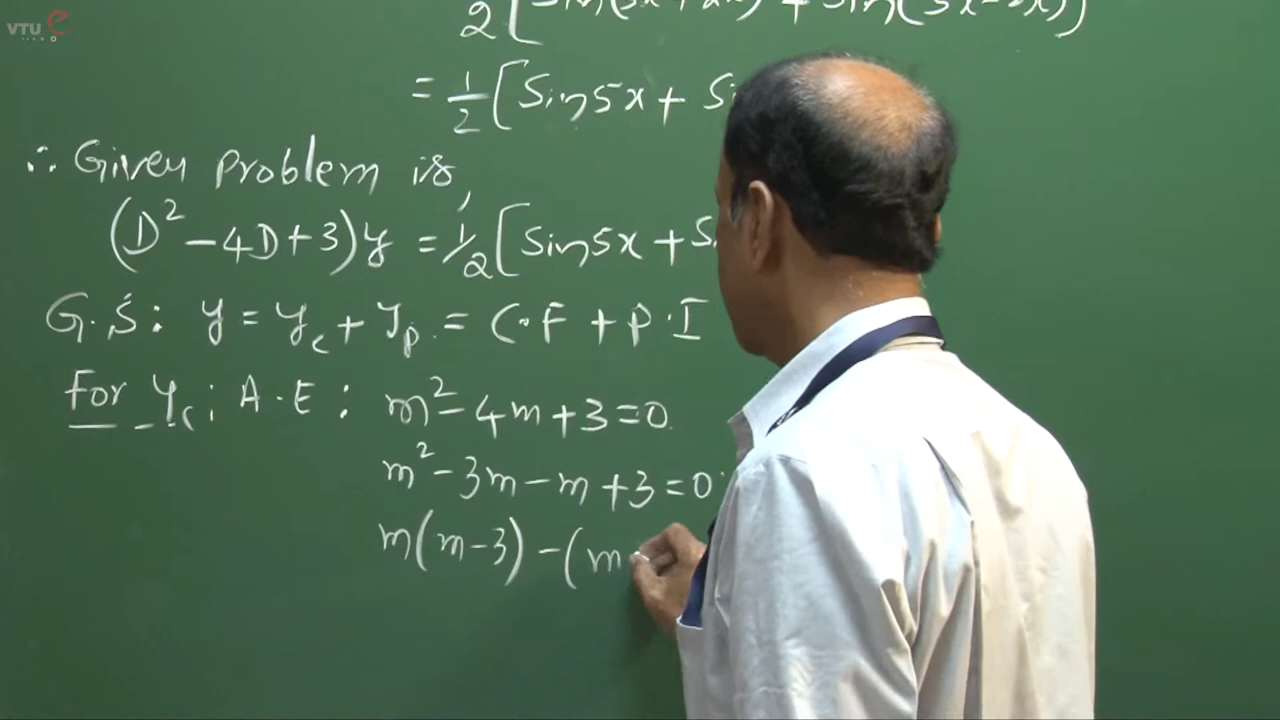 VTU e
= 1/2 [Sin5x + S
∴ Given Problem is,
(D² - 4D + 3)y = 1/2 [Sin5x + S
G.S: y = y_c + y_p = C.F + P.I
For y_c: A.E: m² - 4m + 3 = 0
m² - 3m - m + 3 = 0
m(m - 3) - (m